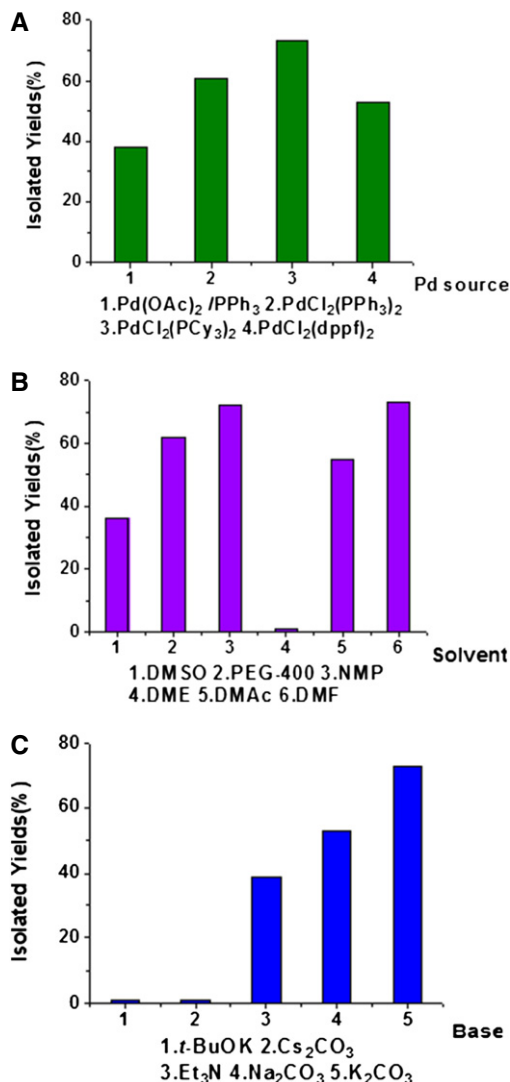 A
80
60
40
20
0
Isolated Yields(%)
1 2 3 4
Pd source
1.Pd(OAc)₂ /PPh₃ 2.PdCl₂(PPh₃)₂
3.PdCl₂(PCy₃)₂ 4.PdCl₂(dppf)₂
B
80
60
40
20
0
Isolated Yields(%)
1 2 3 4 5 6
Solvent
1.DMSO 2.PEG-400 3.NMP
4.DME 5.DMAc 6.DMF
C
80
60
40
20
0
Isolated Yields(%)
1 2 3 4 5
Base
1.t-BuOK 2.Cs₂CO₃
3.Et₃N 4.Na₂CO₃ 5.K₂CO₃